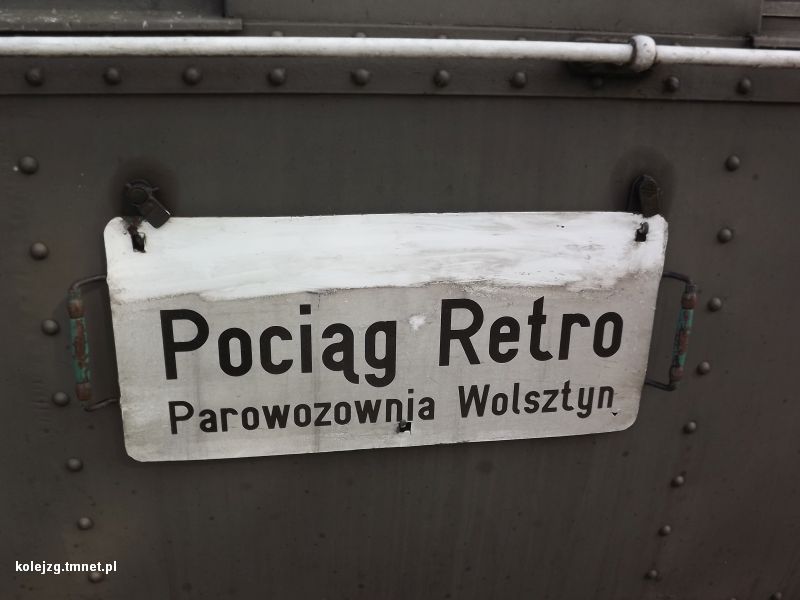 Pociąg Retro
Parowozownia Wolsztyn
kolejzg.tmnet.pl